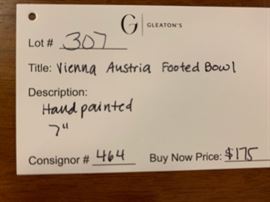 G GLEATON'S
Lot # 307
Title: Vienna Austria Footed Bowl
Description:
Hand painted
7"
Consignor # 464 Buy Now Price: $175